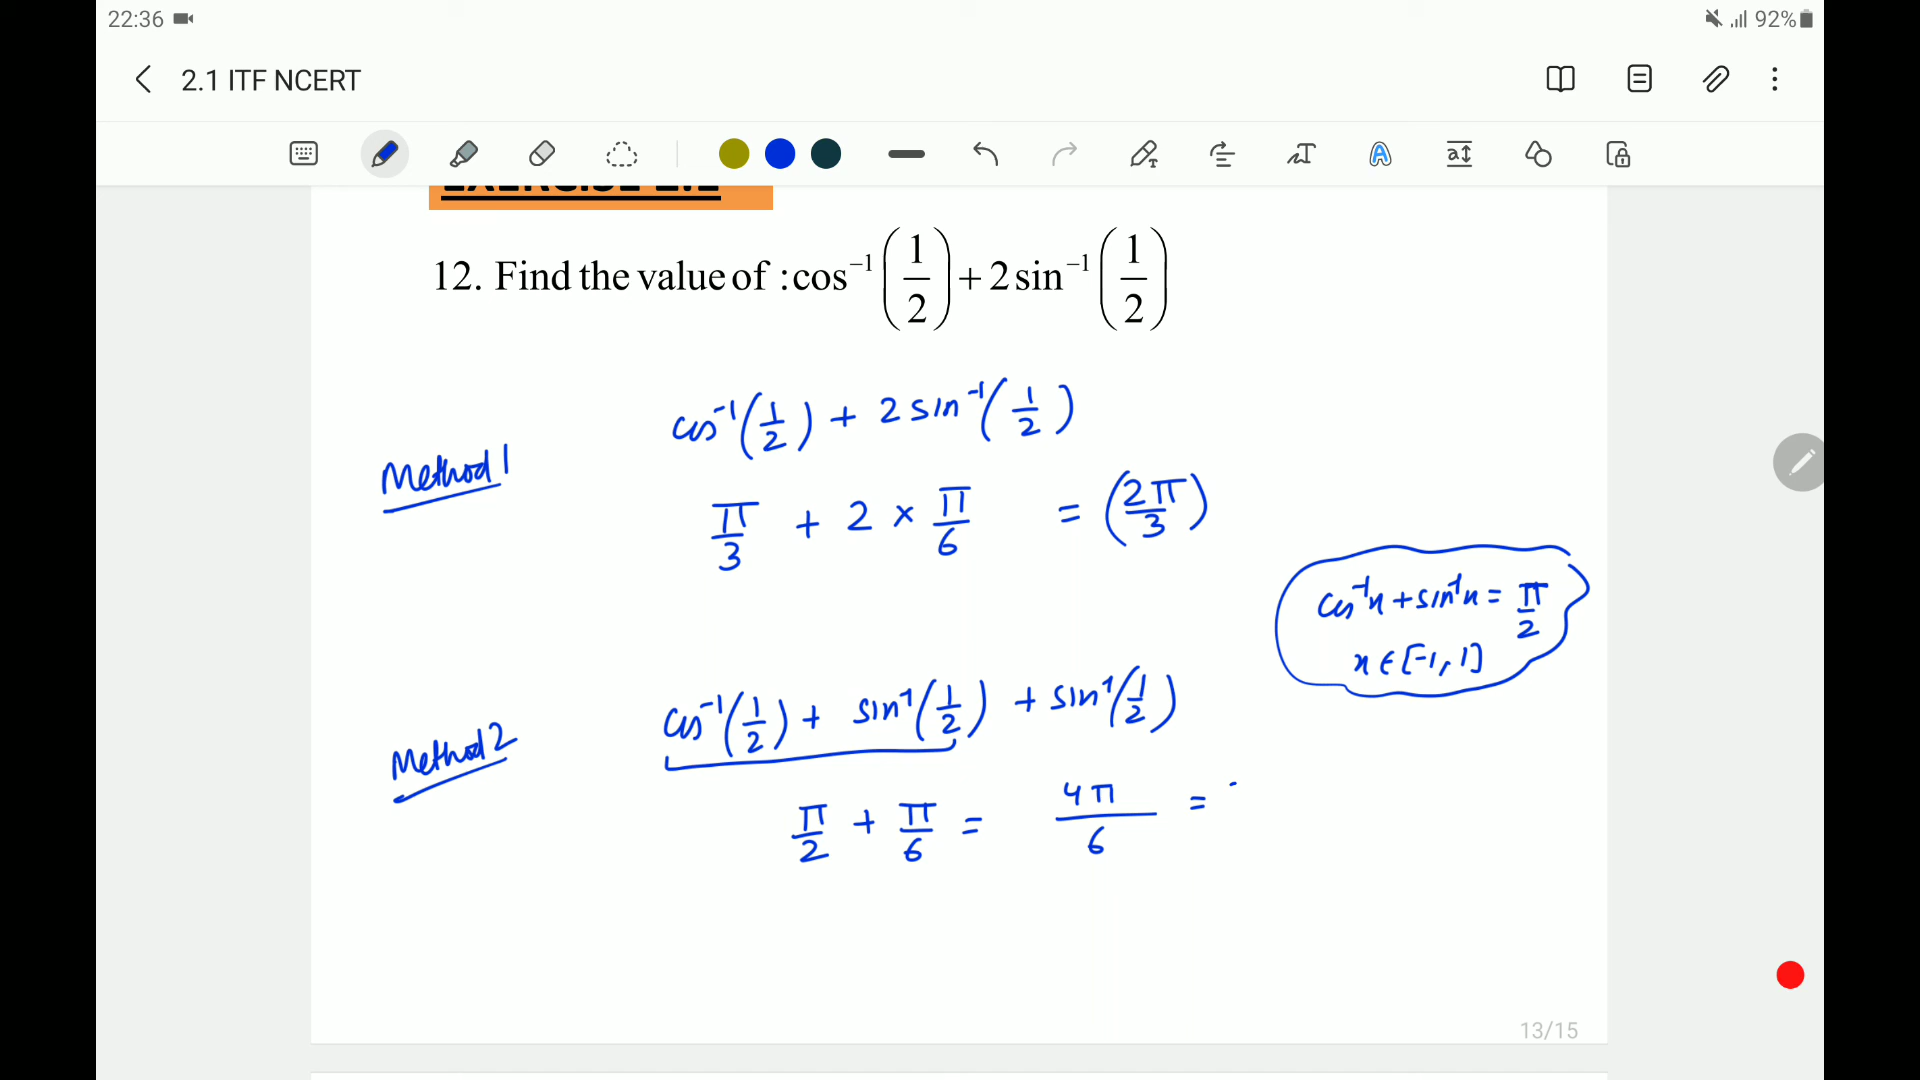 22:36 92%
2.1 ITF NCERT
12. Find the value of : cos⁻¹(1/2) + 2 sin⁻¹(1/2)
cos⁻¹(1/2) + 2 sin⁻¹(1/2)
Method 1
π/3 + 2 × π/6 = (2π/3)
cos⁻¹x + sin⁻¹x = π/2
x ∈ [-1, 1]
cos⁻¹(1/2) + sin⁻¹(1/2) + sin⁻¹(1/2)
Method 2
π/2 + π/6 = 4π/6 =
13/15